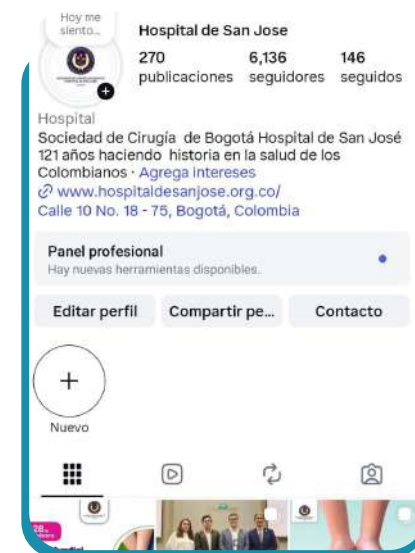 Hoy me
siento...
Hospital de San Jose
270 6,136 146
publicaciones seguidores seguidos
Hospital
Sociedad de Cirugía de Bogotá Hospital de San José
121 años haciendo historia en la salud de los
Colombianos · Agrega intereses
www.hospitaldesanjose.org.co/
Calle 10 No. 18 - 75, Bogotá, Colombia
Panel profesional
Hay nuevas herramientas disponibles.
Editar perfil Compartir pe... Contacto
Nuevo
28